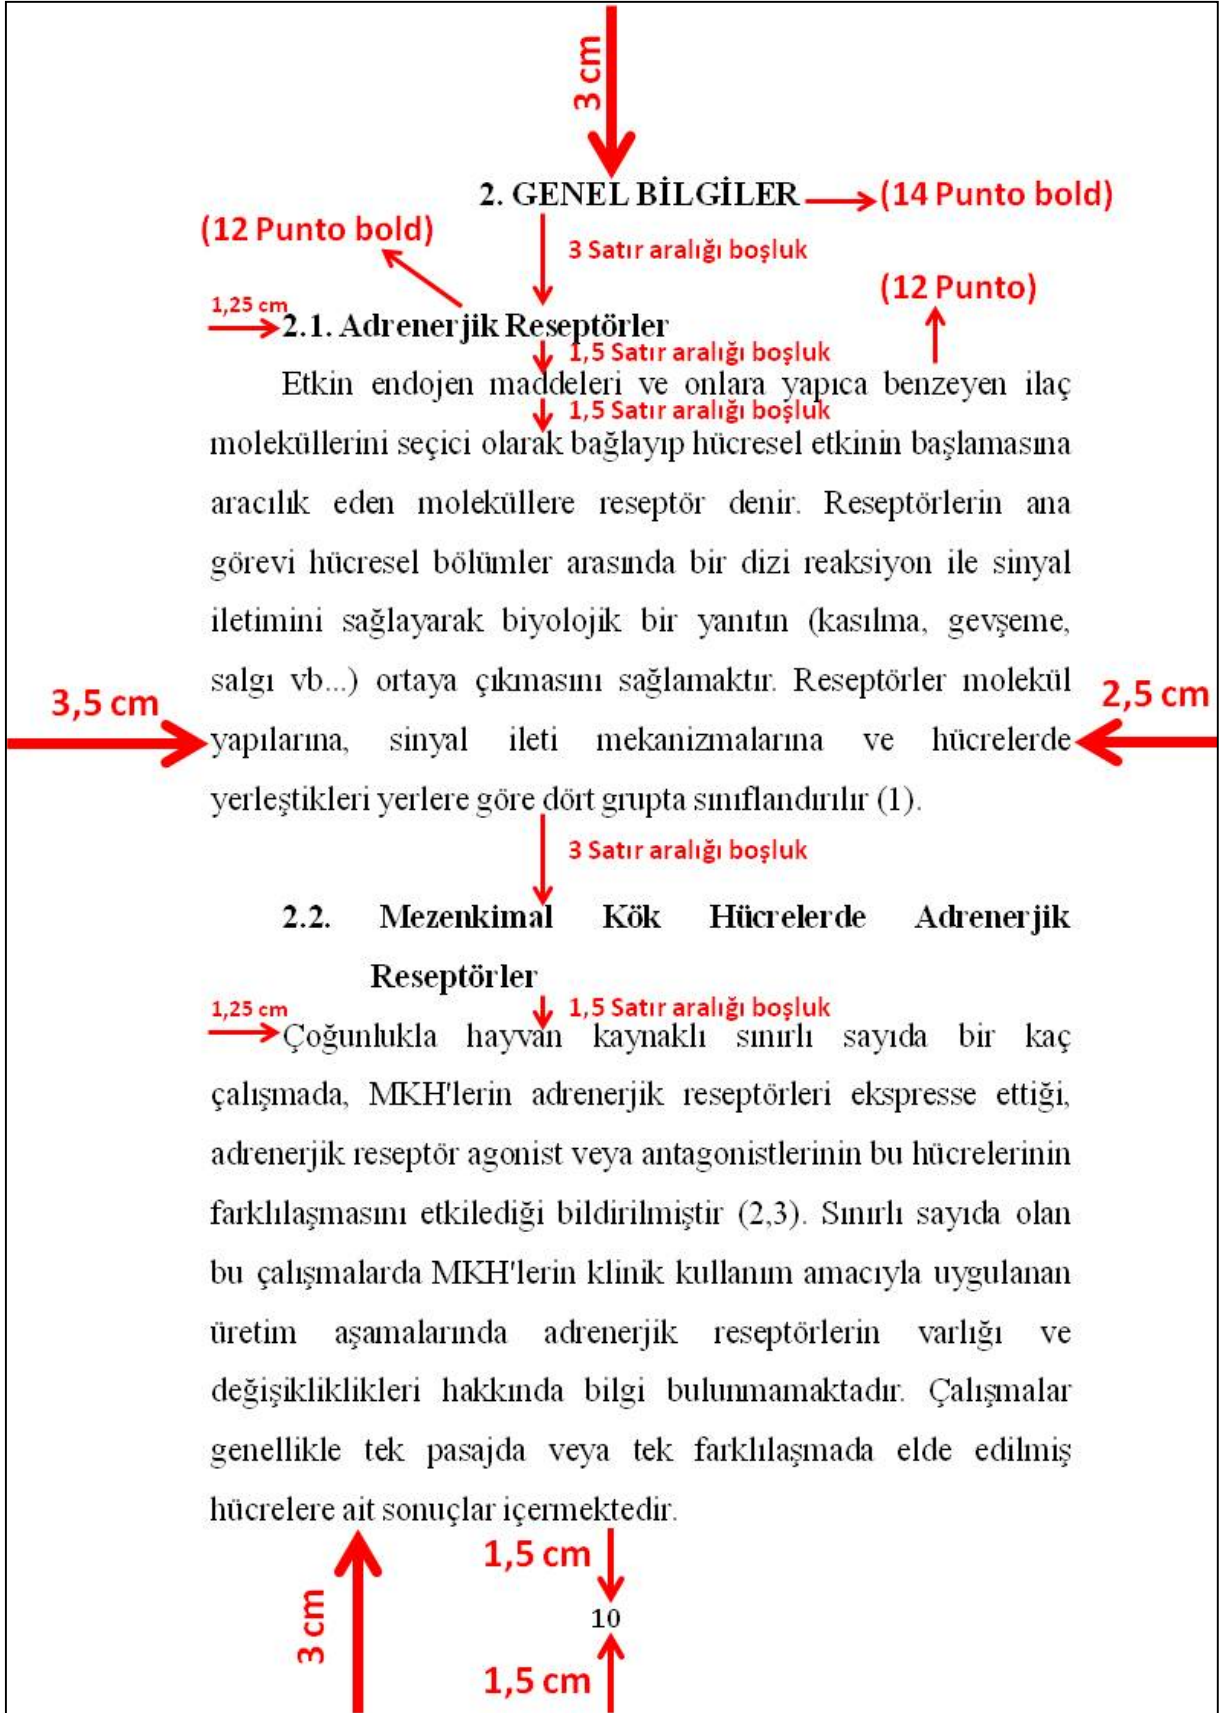 3 cm
2. GENEL BİLGİLER (14 Punto bold)
(12 Punto bold)
3 Satır aralığı boşluk
(12 Punto)
1,25 cm
2.1. Adrenerjik Reseptörler
1,5 Satır aralığı boşluk
Etkin endojen maddeleri ve onlara yapıca benzeyen ilaç
1,5 Satır aralığı boşluk
moleküllerini seçici olarak bağlayıp hücresel etkinin başlamasına
aracılık eden moleküllere reseptör denir. Reseptörlerin ana
görevi hücresel bölümler arasında bir dizi reaksiyon ile sinyal
iletimini sağlayarak biyolojik bir yanıtın (kasılma, gevşeme,
salgı vb...) ortaya çıkmasını sağlamaktır. Reseptörler molekül
3,5 cm
2,5 cm
yapılarına, sinyal ileti mekanizmalarına ve hücrelerde
yerleştikleri yerlere göre dört grupta sınıflandırılır (1).
3 Satır aralığı boşluk
2.2. Mezenkimal Kök Hücrelerde Adrenerjik
Reseptörler
1,25 cm
1,5 Satır aralığı boşluk
Çoğunlukla hayvan kaynaklı sınırlı sayıda bir kaç
çalışmada, MKH'lerin adrenerjik reseptörleri ekspresse ettiği,
adrenerjik reseptör agonist veya antagonistlerinin bu hücrelerinin
farklılaşmasını etkilediği bildirilmiştir (2,3). Sınırlı sayıda olan
bu çalışmalarda MKH'lerin klinik kullanım amacıyla uygulanan
üretim aşamalarında adrenerjik reseptörlerin varlığı ve
değişikliklikleri hakkında bilgi bulunmamaktadır. Çalışmalar
genellikle tek pasajda veya tek farklılaşmada elde edilmiş
hücrelere ait sonuçlar içermektedir.
1,5 cm
3 cm
10
1,5 cm